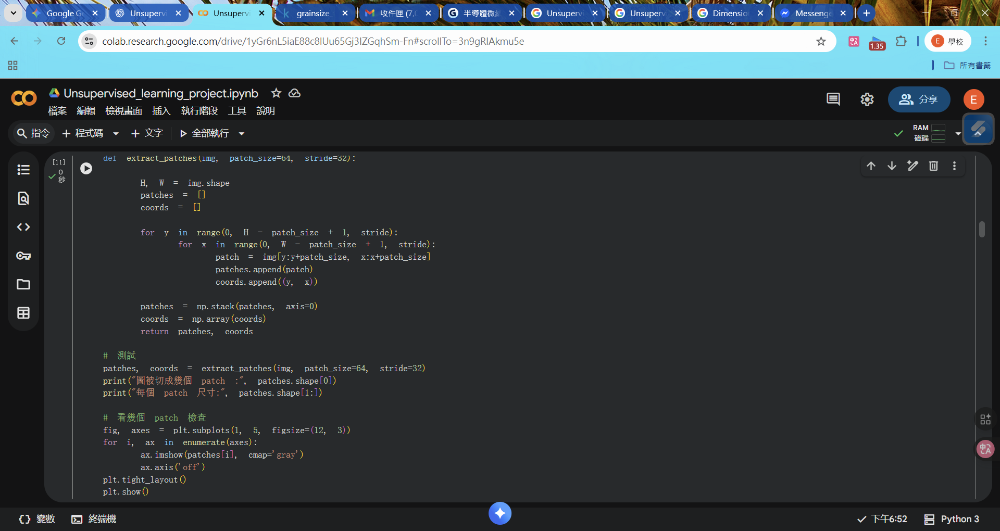 Google G
Unsupervi
Unsupervi
grainsize_
收件匣 (7,
半導體微
Unsupervi
Unsuperv
Dimensio
Messenge
colab.research.google.com/drive/1yGr6nL5iaE88c8lUu65Gj3IZGqhSm-Fn#scrollTo=3n9gRlAkmu5e
1.35
E 學校
所有書籤
Unsupervised_learning_project.ipynb
檔案 編輯 檢視畫面 插入 執行階段 工具 說明
分享
E
指令 + 程式碼 + 文字 全部執行
RAM
磁碟
[11]
0
秒
def extract_patches(img, patch_size=64, stride=32):
H, W = img.shape
patches = []
coords = []
for y in range(0, H - patch_size + 1, stride):
for x in range(0, W - patch_size + 1, stride):
patch = img[y:y+patch_size, x:x+patch_size]
patches.append(patch)
coords.append((y, x))
patches = np.stack(patches, axis=0)
coords = np.array(coords)
return patches, coords
# 測試
patches, coords = extract_patches(img, patch_size=64, stride=32)
print("圖被切成幾個 patch :", patches.shape[0])
print("每個 patch 尺寸:", patches.shape[1:])
# 看幾個 patch 檢查
fig, axes = plt.subplots(1, 5, figsize=(12, 3))
for i, ax in enumerate(axes):
ax.imshow(patches[i], cmap='gray')
ax.axis('off')
plt.tight_layout()
plt.show()
變數 終端機
下午6:52 Python 3